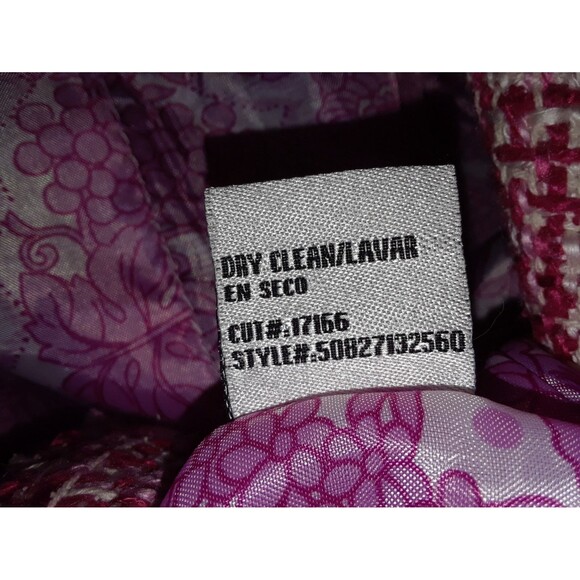 DRY CLEAN/LAVAR
EN SECO
CUT#:17166
STYLE#:50827132560